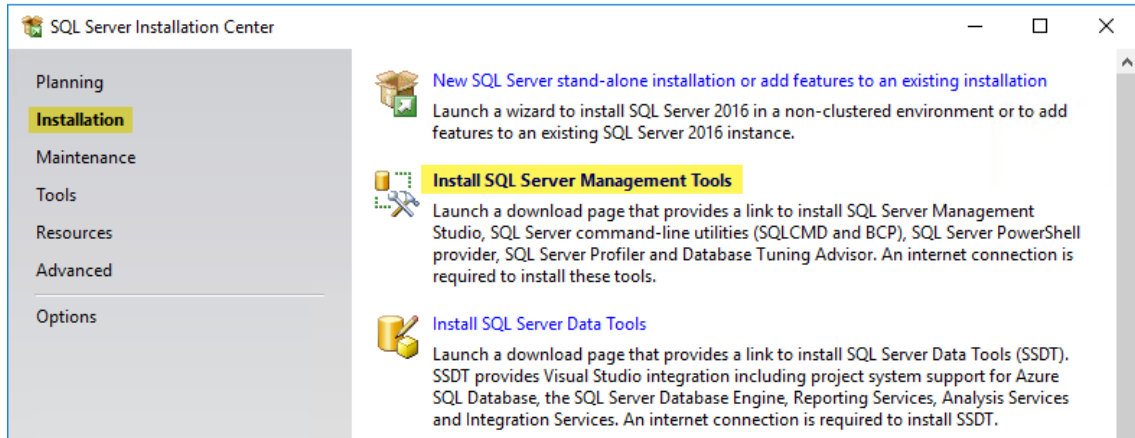 SQL Server Installation Center
Planning
Installation
Maintenance
Tools
Resources
Advanced
Options
New SQL Server stand-alone installation or add features to an existing installation
Launch a wizard to install SQL Server 2016 in a non-clustered environment or to add
features to an existing SQL Server 2016 instance.
Install SQL Server Management Tools
Launch a download page that provides a link to install SQL Server Management
Studio, SQL Server command-line utilities (SQLCMD and BCP), SQL Server PowerShell
provider, SQL Server Profiler and Database Tuning Advisor. An internet connection is
required to install these tools.
Install SQL Server Data Tools
Launch a download page that provides a link to install SQL Server Data Tools (SSDT).
SSDT provides Visual Studio integration including project system support for Azure
SQL Database, the SQL Server Database Engine, Reporting Services, Analysis Services
and Integration Services. An internet connection is required to install SSDT.